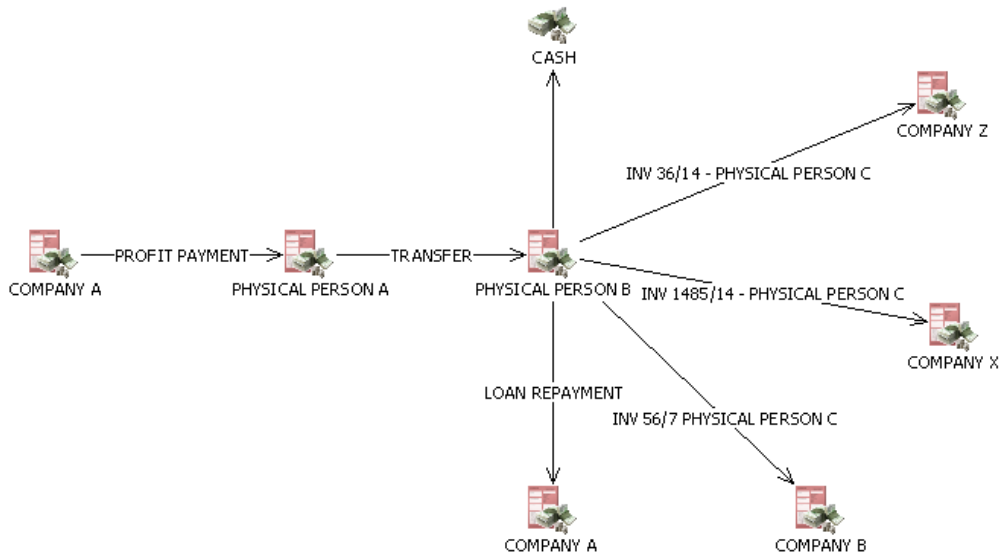 CASH
COMPANY Z
INV 36/14 - PHYSICAL PERSON C
PROFIT PAYMENT
TRANSFER
COMPANY A
PHYSICAL PERSON A
PHYSICAL PERSON B
INV 1485/14 - PHYSICAL PERSON C
COMPANY X
LOAN REPAYMENT
INV 56/7 PHYSICAL PERSON C
COMPANY A
COMPANY B